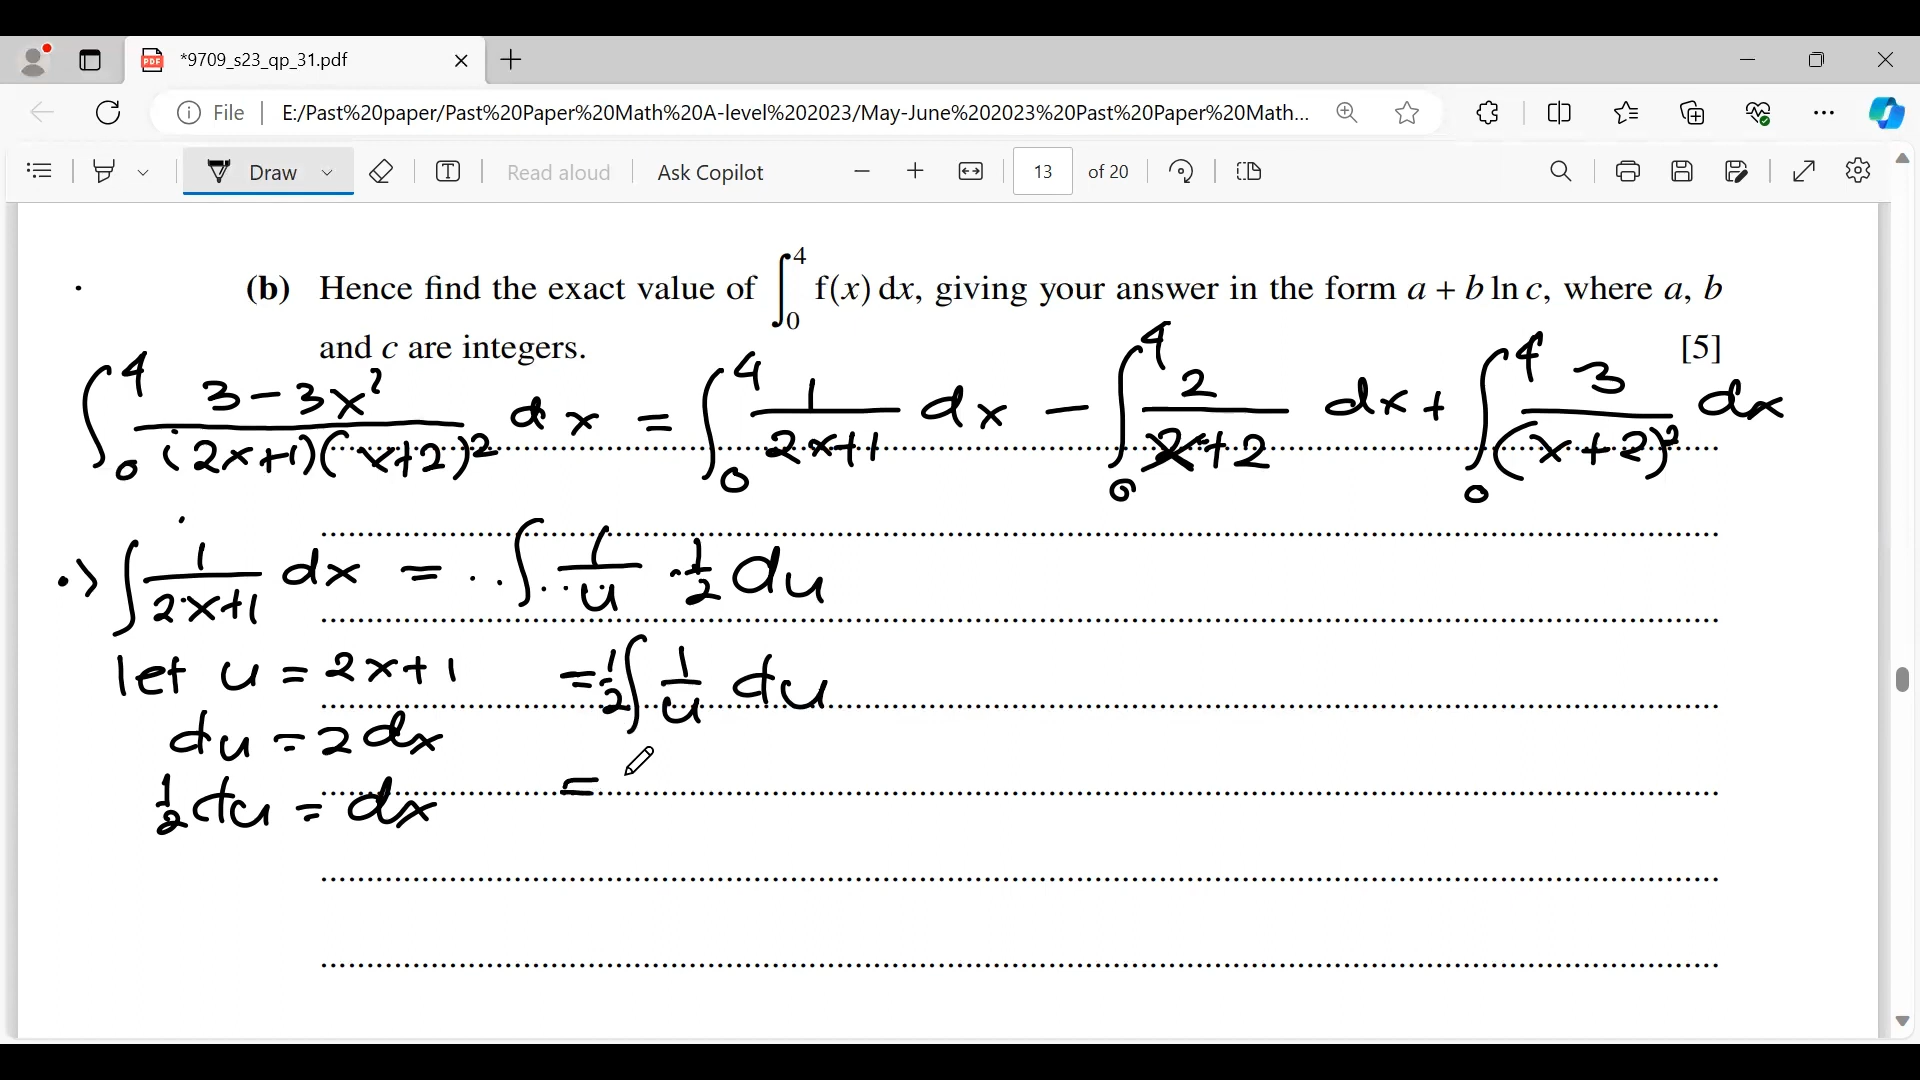 *9709_s23_qp_31.pdf
File E:/Past%20paper/Past%20Paper%20Math%20A-level%202023/May-June%202023%20Past%20Paper%20Math...
Draw Read aloud Ask Copilot 13 of 20
(b) Hence find the exact value of ∫₀⁴ f(x) dx, giving your answer in the form a + b ln c, where a, b
and c are integers. [5]
∫₀⁴ (3-3x²)/((2x+1)(x+2)²) dx = ∫₀⁴ 1/(2x+1) dx - ∫₀⁴ 2/(x+2) dx + ∫₀⁴ 3/(x+2)² dx
•) ∫ 1/(2x+1) dx = ∫ 1/u · 1/2 du
let u = 2x+1 = 1/2 ∫ 1/u du
du = 2dx
1/2 du = dx =